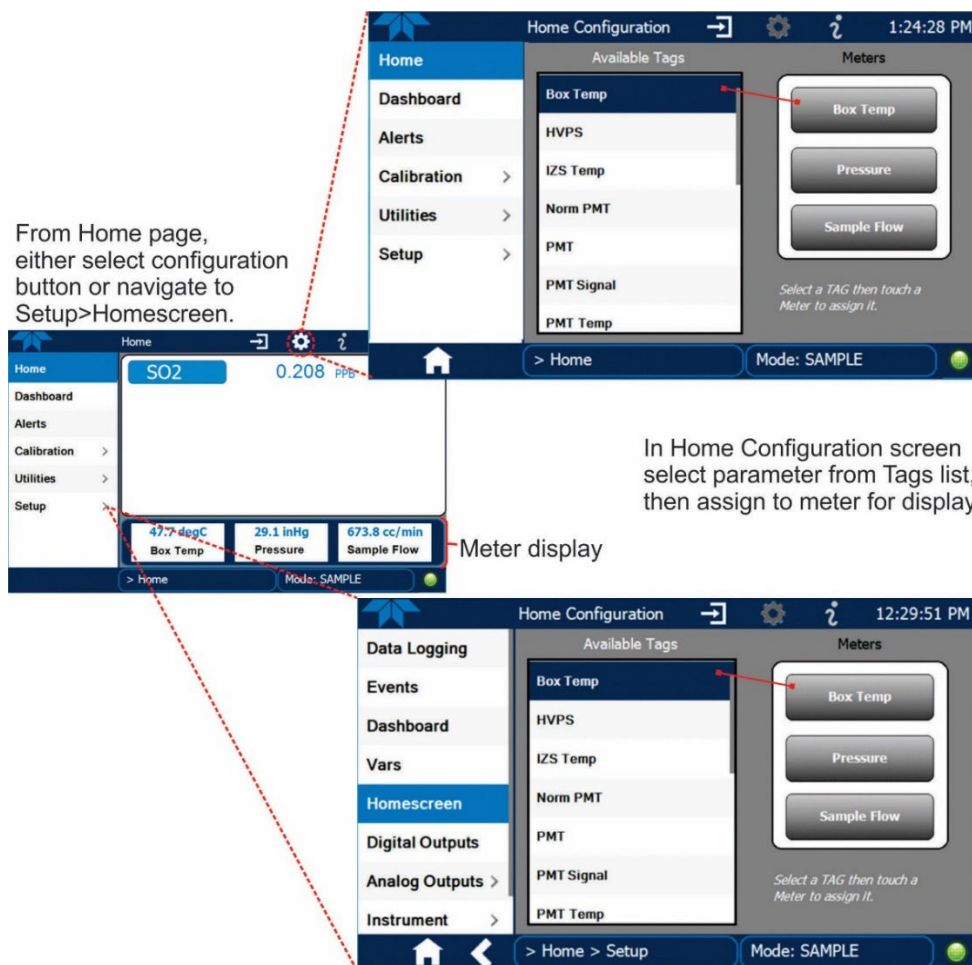 Home Configuration
1:24:28 PM
Home
Dashboard
Alerts
Calibration >
Utilities >
Setup >
Available Tags
Box Temp
HVPS
IZS Temp
Norm PMT
PMT
PMT Signal
PMT Temp
Meters
Box Temp
Pressure
Sample Flow
Select a TAG then touch a
Meter to assign it.
> Home
Mode: SAMPLE
From Home page,
either select configuration
button or navigate to
Setup>Homescreen.
Home
Home
Dashboard
Alerts
Calibration >
Utilities >
Setup >
SO2 0.208 PPB
47.7 degC
Box Temp
29.1 inHg
Pressure
673.8 cc/min
Sample Flow
> Home
Mode: SAMPLE
Meter display
In Home Configuration screen
select parameter from Tags list,
then assign to meter for display
Home Configuration
12:29:51 PM
Data Logging
Events
Dashboard
Vars
Homescreen
Digital Outputs
Analog Outputs >
Instrument >
Available Tags
Box Temp
HVPS
IZS Temp
Norm PMT
PMT
PMT Signal
PMT Temp
Meters
Box Temp
Pressure
Sample Flow
Select a TAG then touch a
Meter to assign it.
> Home > Setup
Mode: SAMPLE